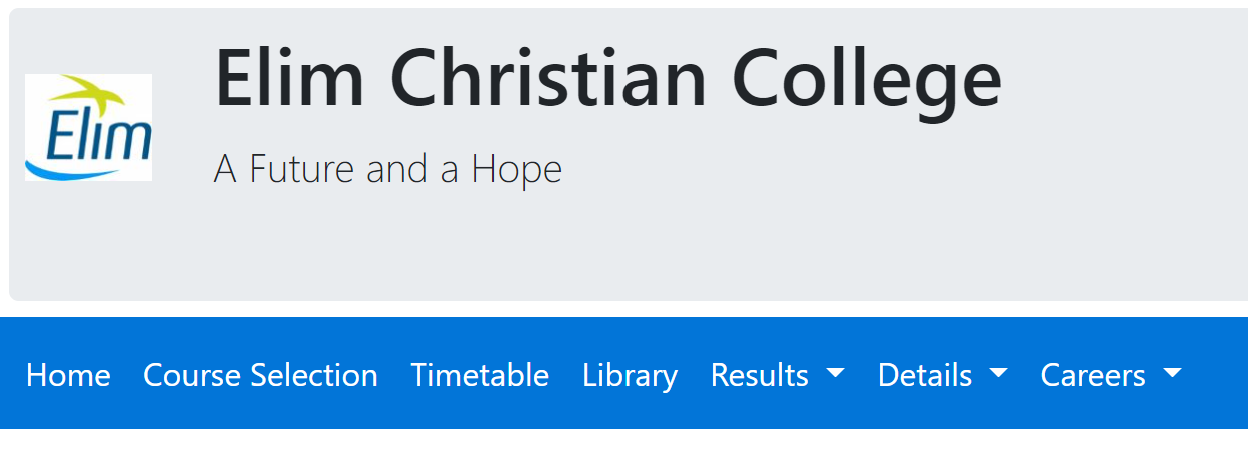 Elim Christian College
Elim
A Future and a Hope
Home Course Selection Timetable Library Results Details Careers